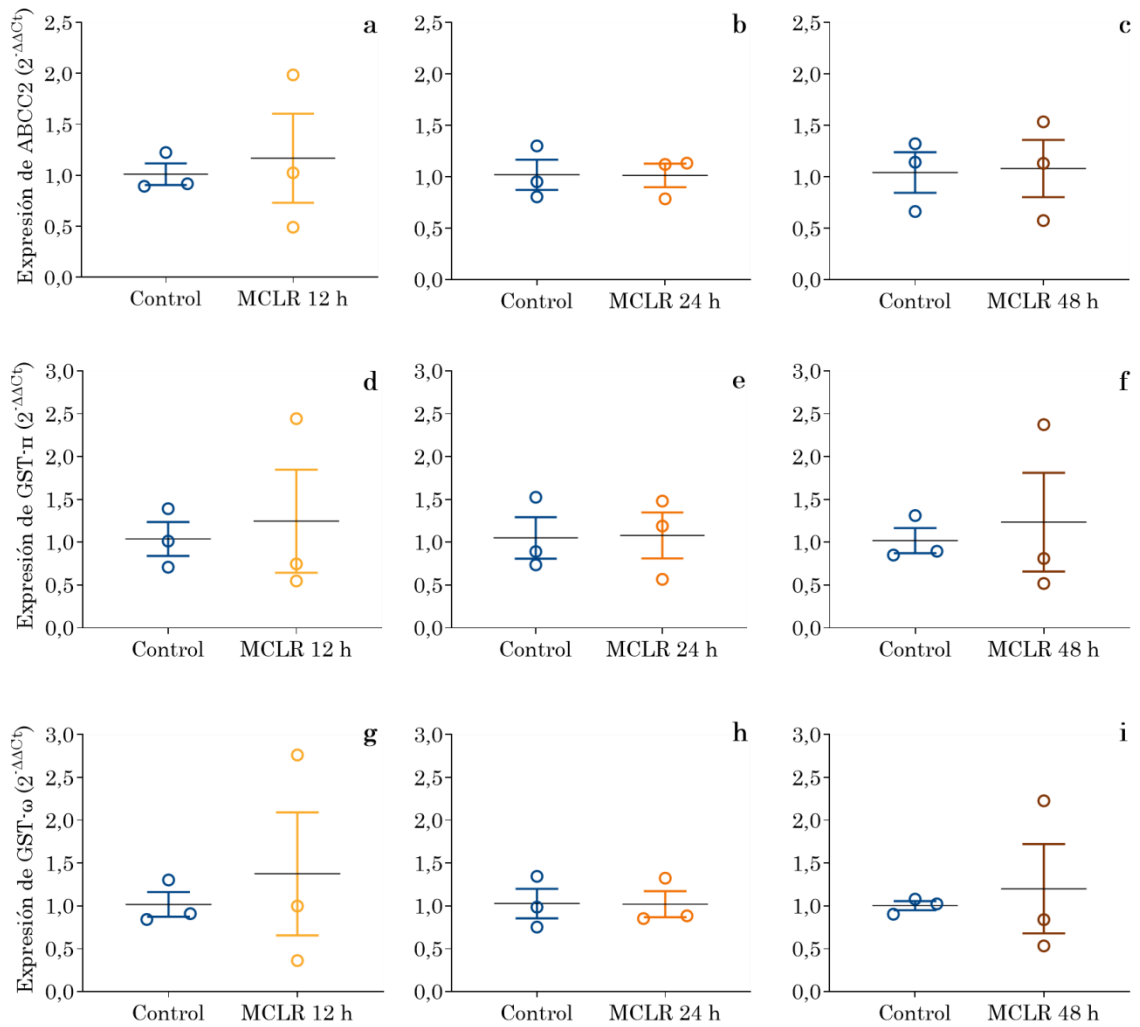 Expresión de ABCC2 (2^-ΔΔCt)
2,5
2,0
1,5
1,0
0,5
0,0
a
Control MCLR 12 h
2,5
2,0
1,5
1,0
0,5
0,0
b
Control MCLR 24 h
2,5
2,0
1,5
1,0
0,5
0,0
c
Control MCLR 48 h
Expresión de GST-π (2^-ΔΔCt)
3,0
2,5
2,0
1,5
1,0
0,5
0,0
d
Control MCLR 12 h
3,0
2,5
2,0
1,5
1,0
0,5
0,0
e
Control MCLR 24 h
3,0
2,5
2,0
1,5
1,0
0,5
0,0
f
Control MCLR 48 h
Expresión de GST-ω (2^-ΔΔCt)
3,0
2,5
2,0
1,5
1,0
0,5
0,0
g
Control MCLR 12 h
3,0
2,5
2,0
1,5
1,0
0,5
0,0
h
Control MCLR 24 h
3,0
2,5
2,0
1,5
1,0
0,5
0,0
i
Control MCLR 48 h